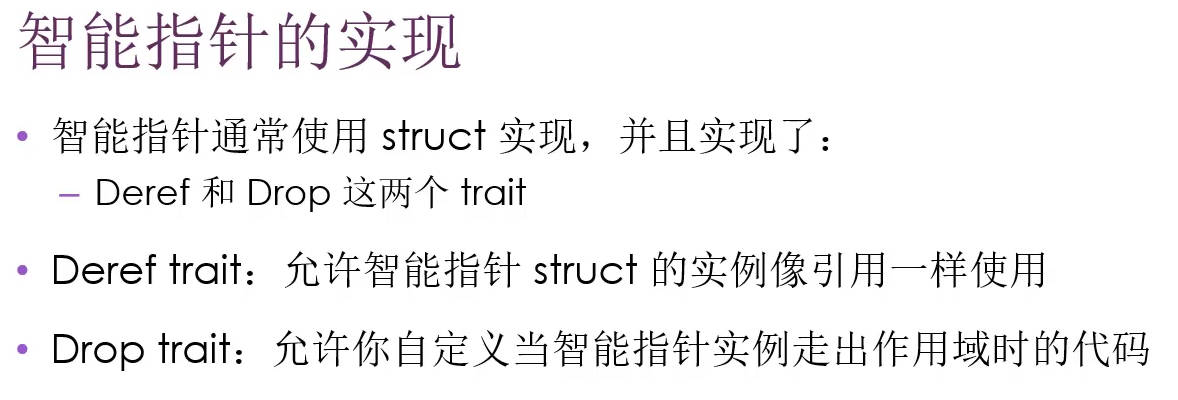 智能指针的实现
• 智能指针通常使用 struct 实现，并且实现了：
– Deref 和 Drop 这两个 trait
• Deref trait：允许智能指针 struct 的实例像引用一样使用
• Drop trait：允许你自定义当智能指针实例走出作用域时的代码